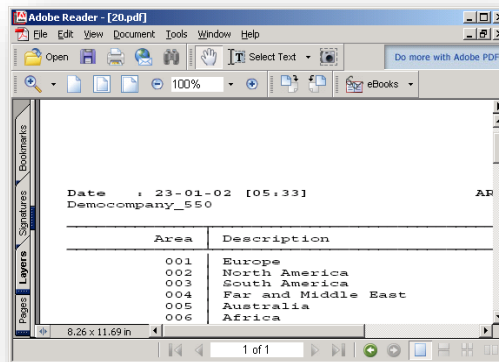 Adobe Reader - [20.pdf]
File Edit View Document Tools Window Help
Open Select Text Do more with Adobe PDF
100% eBooks
Bookmarks
Signatures
Layers
Pages
Date : 23-01-02 [05:33] AR
Democompany_550
Area Description
001 Europe
002 North America
003 South America
004 Far and Middle East
005 Australia
006 Africa
8.26 x 11.69 in
1 of 1